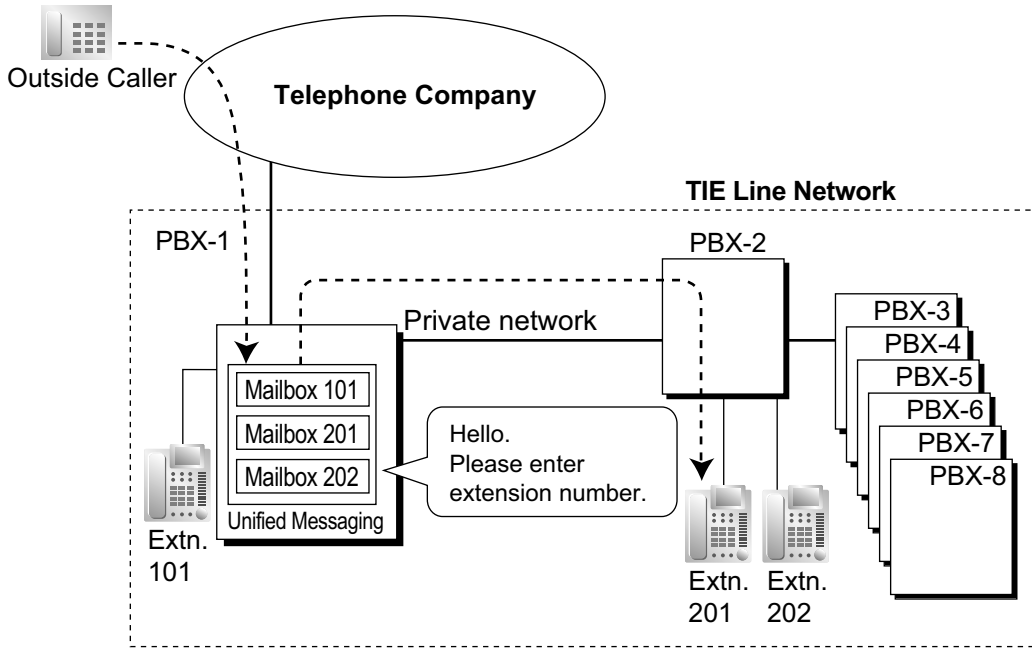 Outside Caller
Telephone Company
TIE Line Network
PBX-1
PBX-2
Private network
PBX-3
PBX-4
PBX-5
PBX-6
PBX-7
PBX-8
Mailbox 101
Mailbox 201
Mailbox 202
Unified Messaging
Hello.
Please enter
extension number.
Extn.
101
Extn.
201
Extn.
202